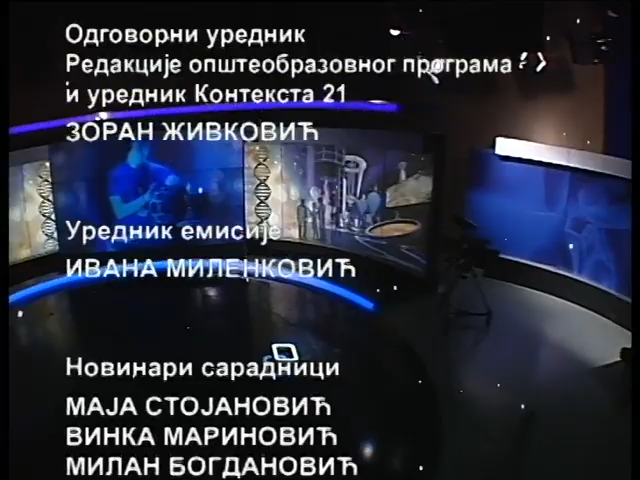 Одговорни уредник
Редакције општеобразовног програма
и уредник Контекста 21
ЗОРАН ЖИВКОВИЋ
Уредник емисије
ИВАНА МИЛЕНКОВИЋ
Новинари сарадници
МАЈА СТОЈАНОВИЋ
ВИНКА МАРИНОВИЋ
МИЛАН БОГДАНОВИЋ